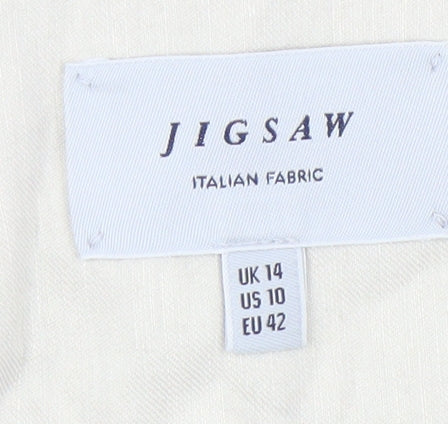 JIGSAW
ITALIAN FABRIC
UK 14
US 10
EU 42